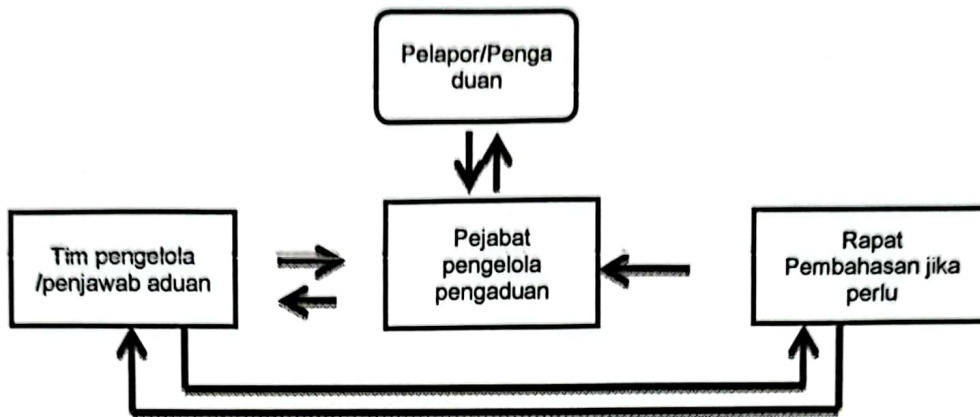 Pelapor/Penga
duan
Tim pengelola
/penjawab aduan
Pejabat
pengelola
pengaduan
Rapat
Pembahasan jika
perlu